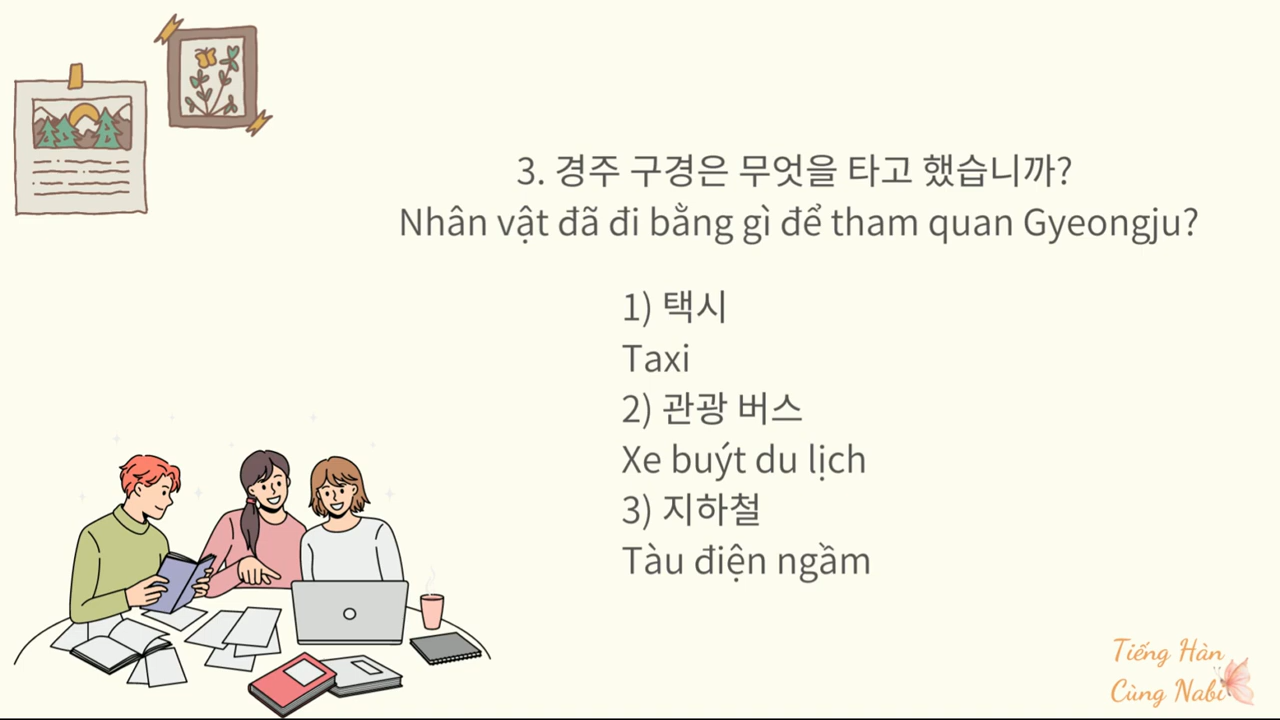 3. 경주 구경은 무엇을 타고 했습니까?
Nhân vật đã đi bằng gì để tham quan Gyeongju?
1) 택시
Taxi
2) 관광 버스
Xe buýt du lịch
3) 지하철
Tàu điện ngầm
Tiếng Hàn
Cùng Nabi